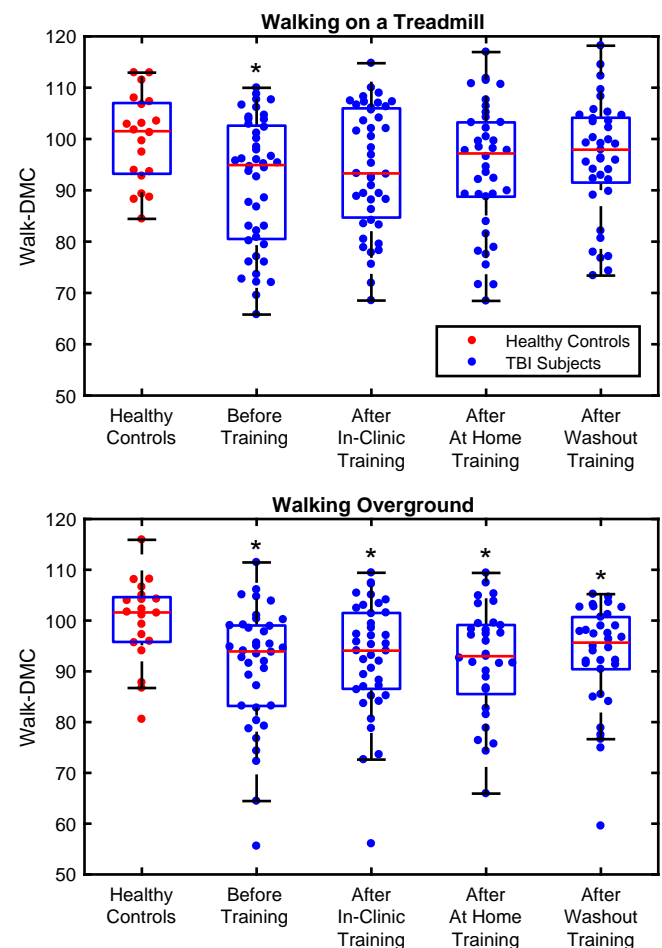 Walking on a Treadmill
120
110
100
90
80
70
60
50
Walk-DMC
*
Healthy Controls
TBI Subjects
Healthy
Controls
Before
Training
After
In-Clinic
Training
After
At Home
Training
After
Washout
Training
Walking Overground
120
110
100
90
80
70
60
50
Walk-DMC
*
*
*
*
Healthy
Controls
Before
Training
After
In-Clinic
Training
After
At Home
Training
After
Washout
Training